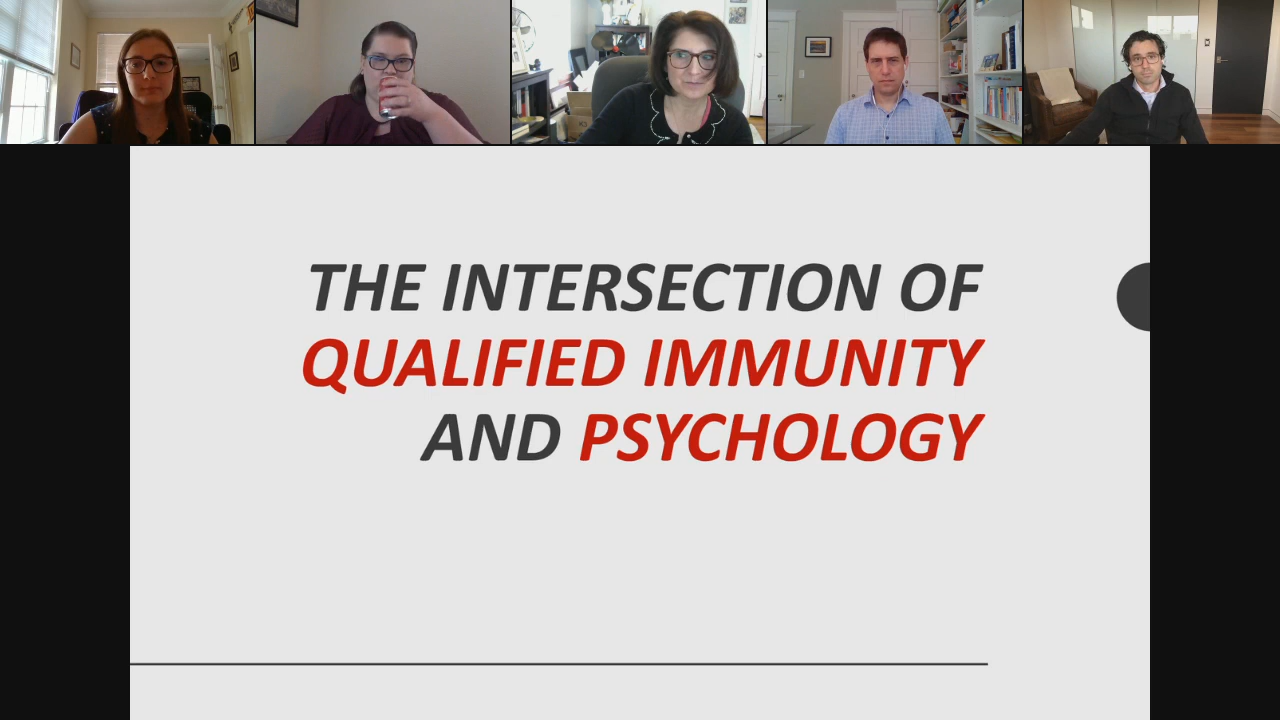 THE INTERSECTION OF
QUALIFIED IMMUNITY
AND PSYCHOLOGY